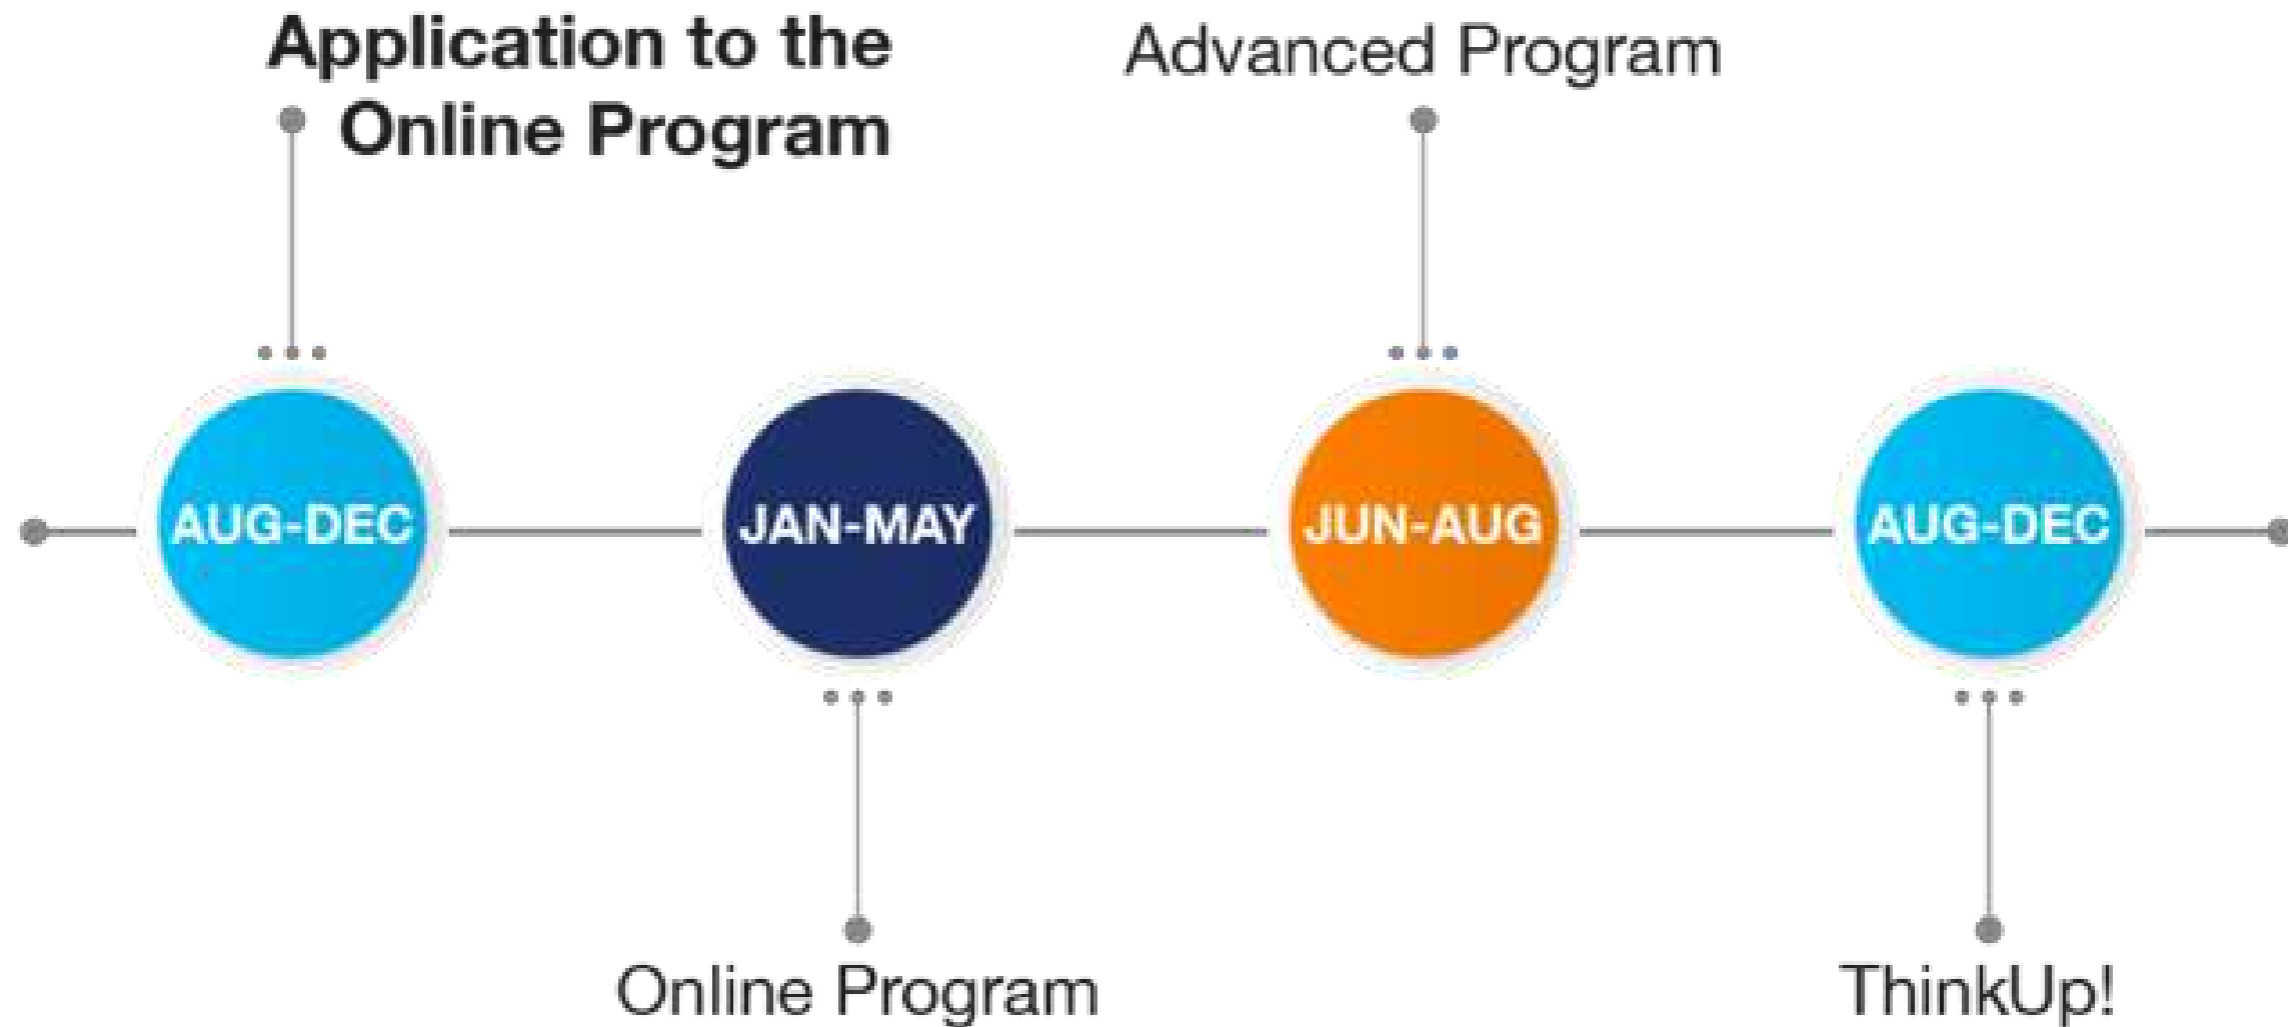 Application to the
Online Program
Advanced Program
AUG-DEC
JAN-MAY
JUN-AUG
AUG-DEC
Online Program
ThinkUp!